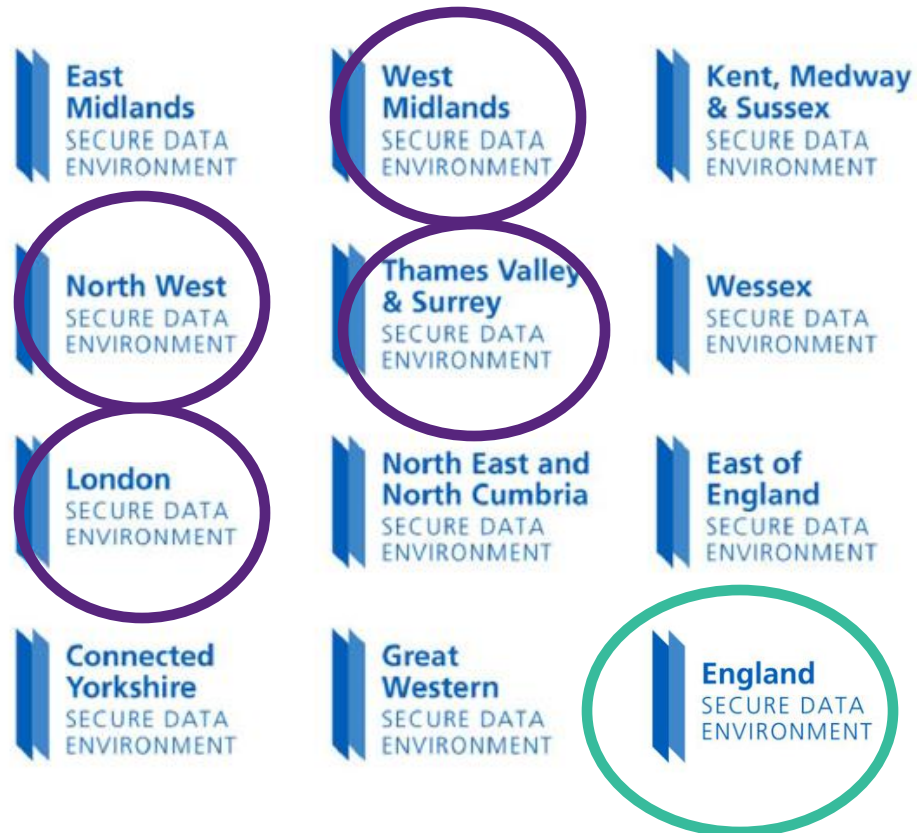 East
Midlands
SECURE DATA
ENVIRONMENT
West
Midlands
SECURE DATA
ENVIRONMENT
Kent, Medway
& Sussex
SECURE DATA
ENVIRONMENT
North West
SECURE DATA
ENVIRONMENT
Thames Valley
& Surrey
SECURE DATA
ENVIRONMENT
Wessex
SECURE DATA
ENVIRONMENT
London
SECURE DATA
ENVIRONMENT
North East and
North Cumbria
SECURE DATA
ENVIRONMENT
East of
England
SECURE DATA
ENVIRONMENT
Connected
Yorkshire
SECURE DATA
ENVIRONMENT
Great
Western
SECURE DATA
ENVIRONMENT
England
SECURE DATA
ENVIRONMENT